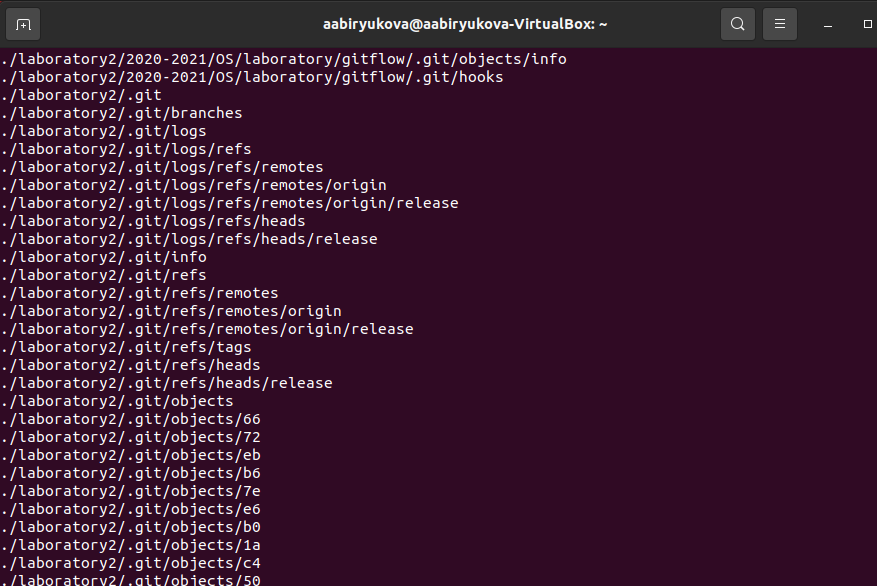 aabiryukova@aabiryukova-VirtualBox: ~
./laboratory2/2020-2021/OS/laboratory/gitflow/.git/objects/info
./laboratory2/2020-2021/OS/laboratory/gitflow/.git/hooks
./laboratory2/.git
./laboratory2/.git/branches
./laboratory2/.git/logs
./laboratory2/.git/logs/refs
./laboratory2/.git/logs/refs/remotes
./laboratory2/.git/logs/refs/remotes/origin
./laboratory2/.git/logs/refs/remotes/origin/release
./laboratory2/.git/logs/refs/heads
./laboratory2/.git/logs/refs/heads/release
./laboratory2/.git/info
./laboratory2/.git/refs
./laboratory2/.git/refs/remotes
./laboratory2/.git/refs/remotes/origin
./laboratory2/.git/refs/remotes/origin/release
./laboratory2/.git/refs/tags
./laboratory2/.git/refs/heads
./laboratory2/.git/refs/heads/release
./laboratory2/.git/objects
./laboratory2/.git/objects/66
./laboratory2/.git/objects/72
./laboratory2/.git/objects/eb
./laboratory2/.git/objects/b6
./laboratory2/.git/objects/7e
./laboratory2/.git/objects/e6
./laboratory2/.git/objects/b0
./laboratory2/.git/objects/1a
./laboratory2/.git/objects/c4
./laboratory2/.git/objects/50